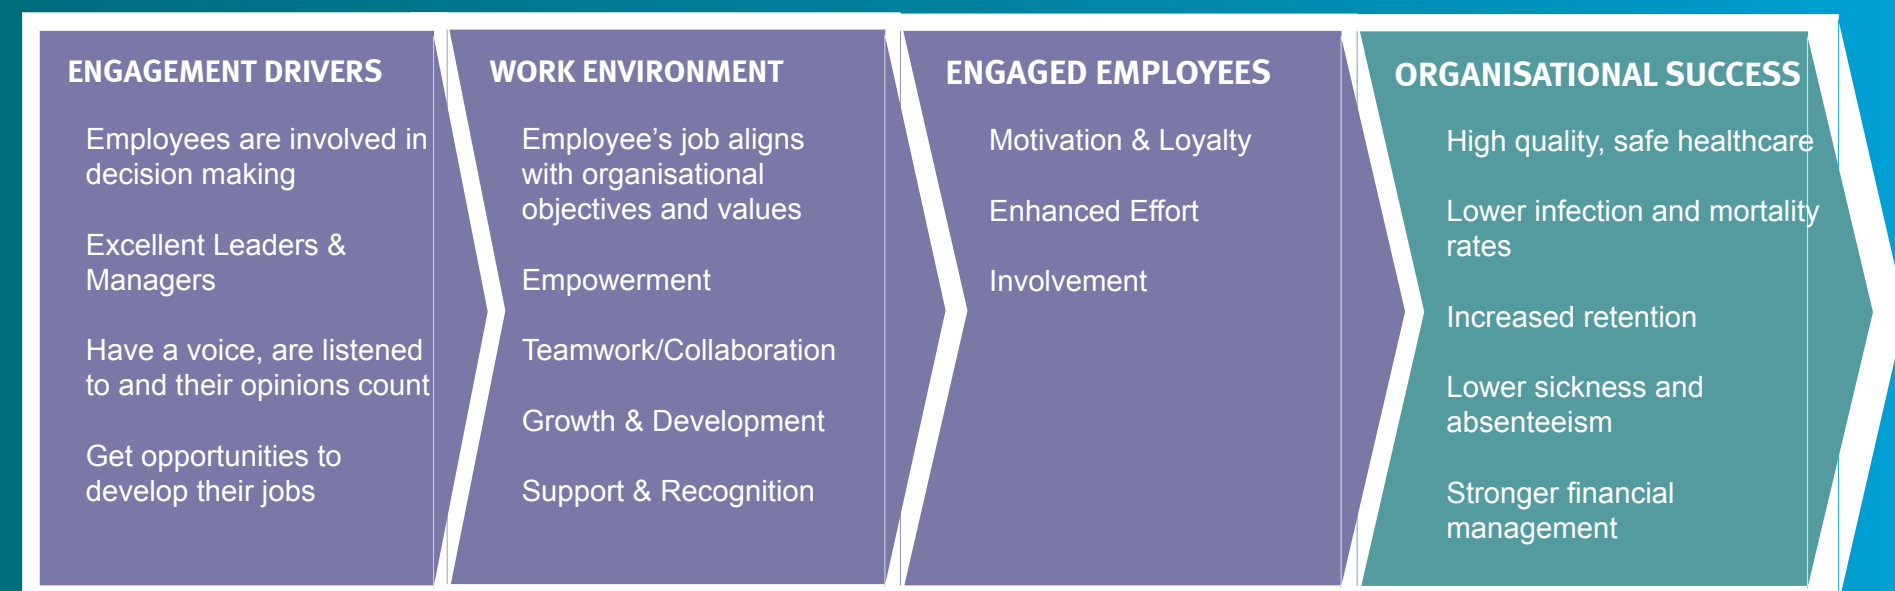 ENGAGEMENT DRIVERS
Employees are involved in
decision making
Excellent Leaders &
Managers
Have a voice, are listened
to and their opinions count
Get opportunities to
develop their jobs
WORK ENVIRONMENT
Employee’s job aligns
with organisational
objectives and values
Empowerment
Teamwork/Collaboration
Growth & Development
Support & Recognition
ENGAGED EMPLOYEES
Motivation & Loyalty
Enhanced Effort
Involvement
ORGANISATIONAL SUCCESS
High quality, safe healthcare
Lower infection and mortality
rates
Increased retention
Lower sickness and
absenteeism
Stronger financial
management